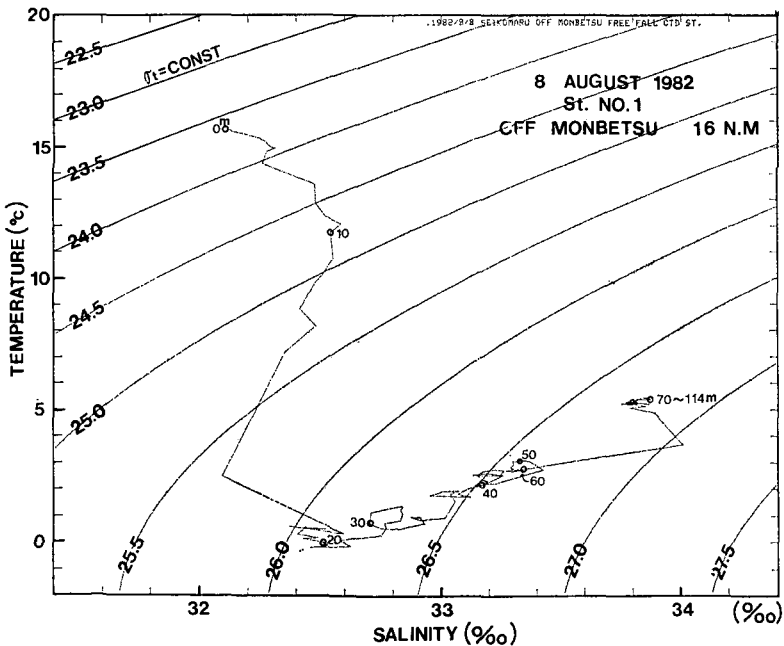 .1982/8/8 SEIKOMARU OFF MONBETSU FREE FALL CTD ST.
8 AUGUST 1982
St. NO.1
OFF MONBETSU 16 N.M
σt=CONST
22.5
23.0
23.5
24.0
24.5
25.0
25.5
26.0
26.5
27.0
27.5
20
15
10
5
0
TEMPERATURE (°C)
0 m
10
20
30
40
50
60
70~114m
32
33
34
(‰)
SALINITY (‰)